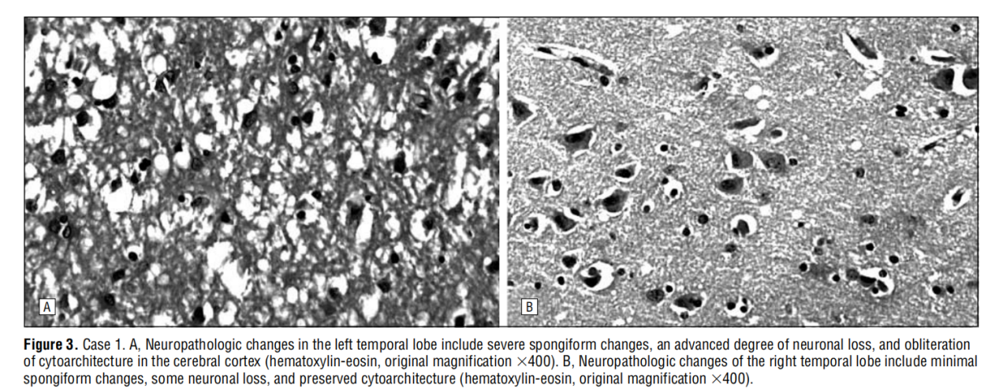 A
B
Figure 3. Case 1. A, Neuropathologic changes in the left temporal lobe include severe spongiform changes, an advanced degree of neuronal loss, and obliteration
of cytoarchitecture in the cerebral cortex (hematoxylin-eosin, original magnification ×400). B, Neuropathologic changes of the right temporal lobe include minimal
spongiform changes, some neuronal loss, and preserved cytoarchitecture (hematoxylin-eosin, original magnification ×400).